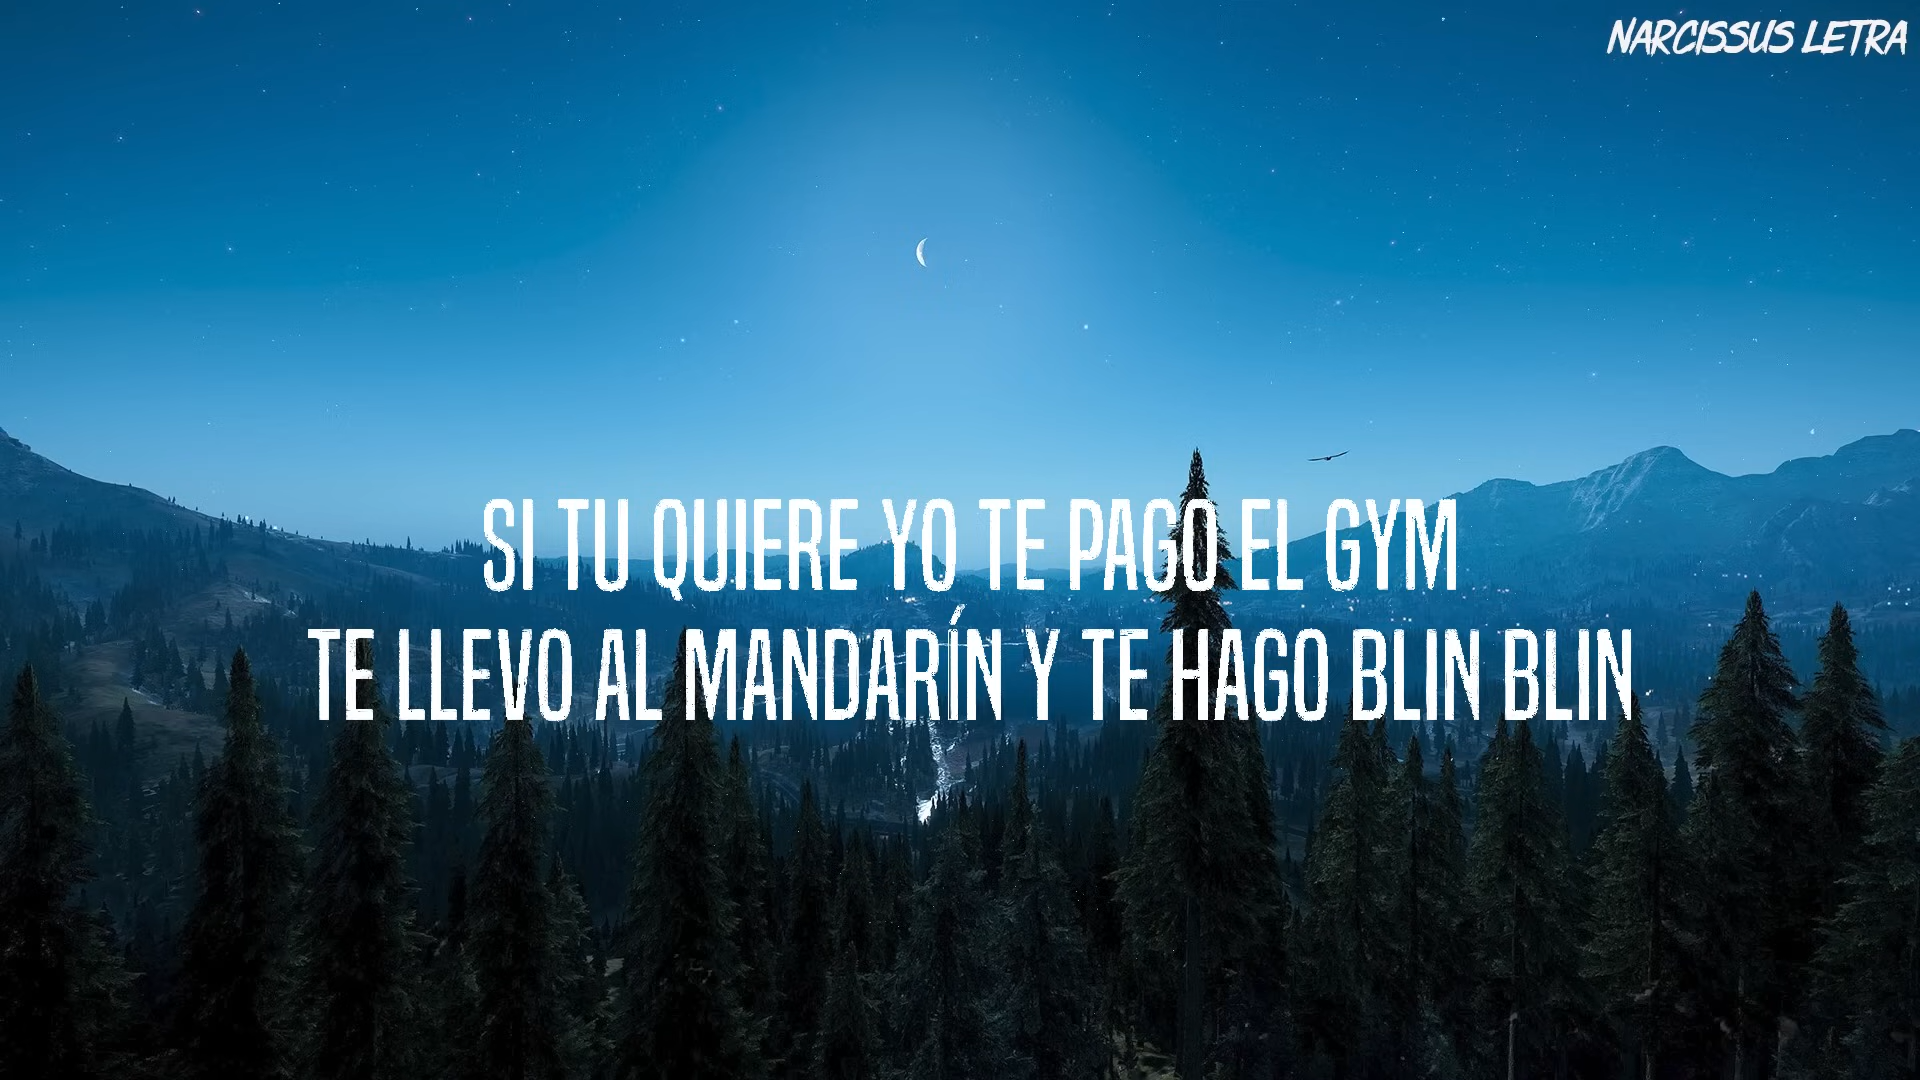 NARCISSUS LETRA
SI TU QUIERE YO TE PAGO EL GYM
TE LLEVO AL MANDARÍN Y TE HAGO BLIN BLIN